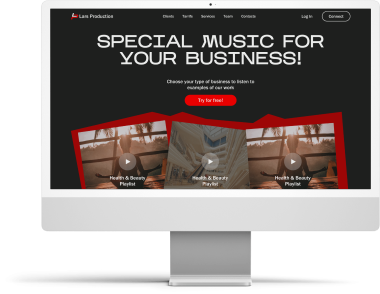 Lars Production
Clients
Tariffs
Services
Team
Contacts
Log In
Connect
SPECIAL MUSIC FOR
YOUR BUSINESS!
Choose your type of business to listen to
examples of our work
Try for free!
Health & Beauty
Playlist
Health & Beauty
Playlist
Health & Beauty
Playlist